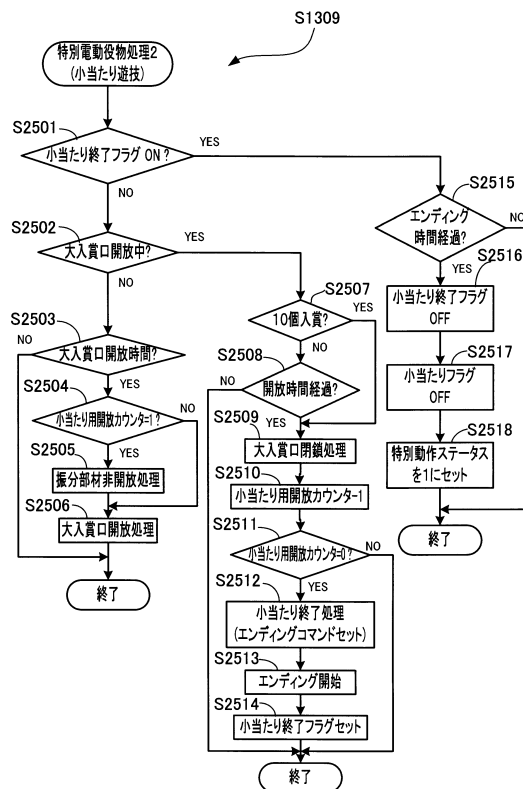 S1309
特別電動役物処理2
(小当たり遊技)
S2501
小当たり終了フラグ ON?
YES
NO
S2502
大入賞口開放中?
YES
NO
S2503
大入賞口開放時間?
NO
YES
S2504
小当たり用開放カウンタ=1?
NO
YES
S2505
振分部材非開放処理
S2506
大入賞口開放処理
終了
S2507
10個入賞?
YES
NO
S2508
開放時間経過?
NO
YES
S2509
大入賞口閉鎖処理
S2510
小当たり用開放カウンタ-1
S2511
小当たり用開放カウンタ=0?
NO
YES
S2512
小当たり終了処理
(エンディングコマンドセット)
S2513
エンディング開始
S2514
小当たり終了フラグセット
終了
S2515
エンディング
時間経過?
NO
YES
S2516
小当たり終了フラグ
OFF
S2517
小当たりフラグ
OFF
S2518
特別動作ステータス
を1にセット
終了